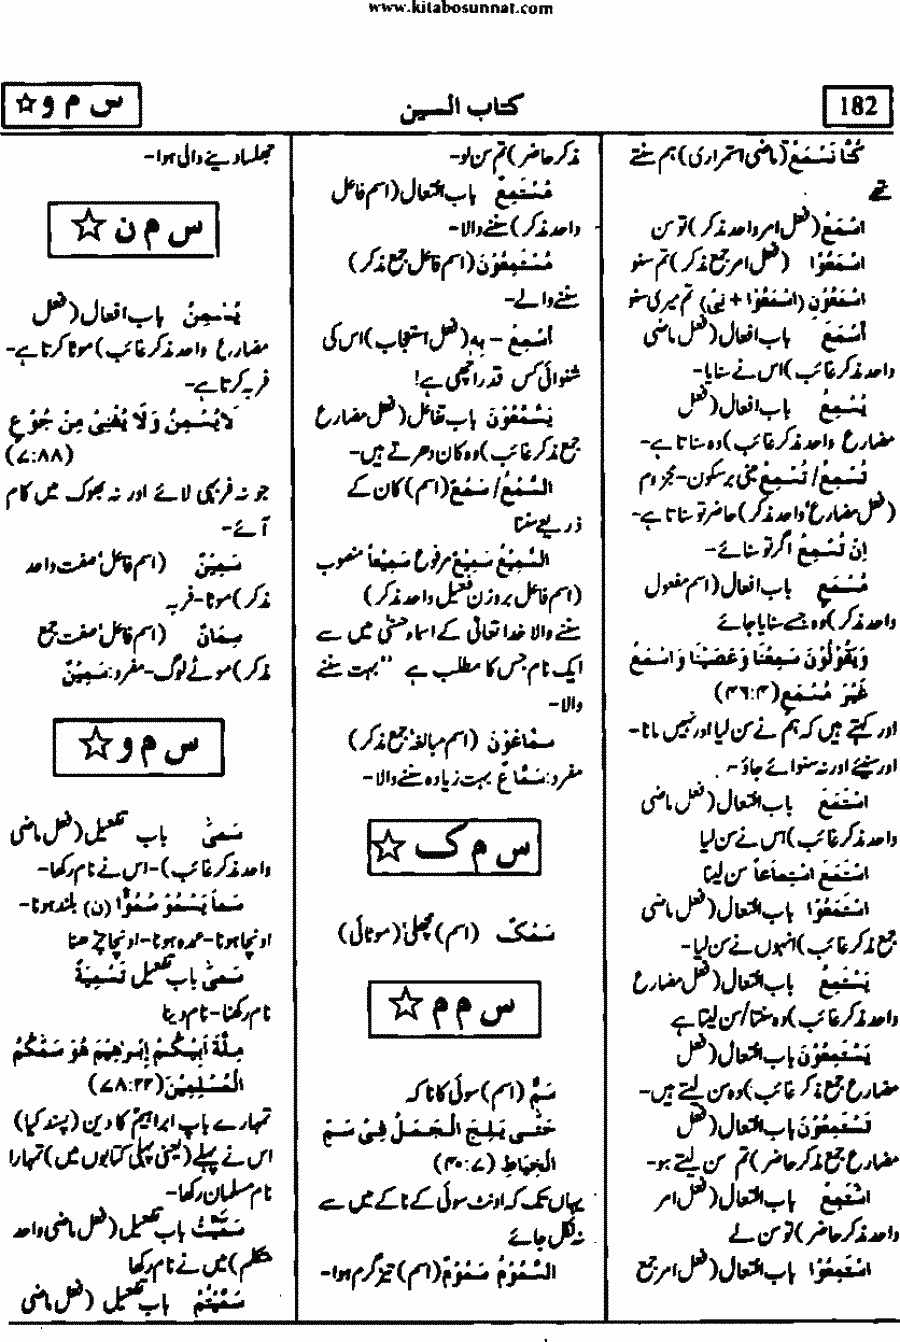 www.kitabosunnat.com
182
کتاب السین
س م و ☆
كُنَّا نَسْمَعُ (ماضی استمراری) ہم سنتے
تھے
اسْمَعْ (فعل امر واحد مذکر) تو سن
اسْمَعُوْا (فعل امر جمع مذکر) تم سنو
اسْمَعُوْنِ (اسْمَعُوْا + نِیْ) تم میری سنو
أَسْمَعَ باب افعال (فعل ماضی
واحد مذکر غائب) اس نے سنایا-
يُسْمِعُ باب افعال (فعل
مضارع واحد مذکر غائب) وہ سناتا ہے-
تُسْمِعُ/ تُسْمِعْ مبنی بر سکون- مجزوم
(فعل مضارع واحد مذکر) حاضر تو سناتا ہے-
اِنْ تُسْمِعُ اگر تو سنائے-
مُسْمَعٍ باب افعال (اسم مفعول
واحد مذکر) وہ جسے سنایا جائے
وَيَقُوْلُوْنَ سَمِعْنَا وَعَصَيْنَا وَاسْمَعْ
غَيْرَ مُسْمَعٍ (۴:۴۶)
اور کہتے ہیں کہ ہم نے سن لیا اور نہیں مانا-
اور سنیے اور نہ سنوائے جاؤ-
اسْتَمَعَ باب افتعال (فعل ماضی
واحد مذکر غائب) اس نے سن لیا
اسْتَمَعَ اسْتِمَاعاً سن لینا
اسْتَمَعُوْا باب افتعال (فعل ماضی
جمع مذکر غائب) انہوں نے سن لیا-
يَسْتَمِعُ باب افتعال (فعل مضارع
واحد مذکر غائب) وہ سنتا/ سن لیتا ہے
يَسْتَمِعُوْنَ باب افتعال (فعل
مضارع جمع مذکر غائب) وہ سن لیتے ہیں-
تَسْتَمِعُوْنَ باب افتعال (فعل
مضارع جمع مذکر حاضر) تم سن لیتے ہو-
اسْتَمِعْ باب افتعال (فعل امر
واحد مذکر حاضر) تو سن لے
اسْتَمِعُوْا باب افتعال (فعل امر جمع
مذکر حاضر) تم سن لو-
مُسْتَمِعٌ باب افتعال (اسم فاعل
واحد مذکر) سننے والا-
مُسْتَمِعُوْنَ (اسم فاعل جمع مذکر)
سننے والے-
أَسْمِعْ - بِهٖ (فعل استعجاب) اس کی
شنوائی کس قدر اچھی ہے!
يَسَّمَّعُوْنَ باب تفاعل (فعل مضارع
جمع مذکر غائب) وہ کان دھرتے ہیں-
السَّمْعُ/ سَمْعَ (اسم) کان کے
ذریعے سننا
السَّمِيْعُ سَمِيْعٌ مرفوع سَمِيْعاً منصوب
(اسم فاعل بروزن فعیل واحد مذکر)
سننے والا خدا تعالیٰ کے اسماء حسنیٰ میں سے
ایک نام جس کا مطلب ہے "بہت سننے
والا-
سَمّٰعُوْنَ (اسم مبالغہ جمع مذکر)
مفرد: سَمَّاعٌ بہت زیادہ سننے والا-
س م ک ☆
سَمَکٌ (اسم) مچھلی' (موٹائی)
س م م ☆
سَمٌّ (اسم) سوئی کا ناکہ
حَتّٰى يَلِجَ الْجَمَلُ فِيْ سَمِّ
الْخِيَاطِ (۷:۴۰)
یہاں تک کہ اونٹ سوئی کے ناکے میں سے
نہ نکل جائے
السَّمُوْمُ سَمُوْمٌ (اسم) تیز گرم ہوا-
جھلسا دینے والی ہوا-
س م ن ☆
يُسْمِنُ باب افعال (فعل
مضارع واحد مذکر غائب) موٹا کرتا ہے-
فربہ کرتا ہے-
لَايُسْمِنُ وَلَا يُغْنِىْ مِنْ جُوْعٍ
(۸۸:۷)
جو نہ فربہی لائے اور نہ بھوک میں کام
آئے-
سَمِيْنٌ (اسم فاعل' صفت واحد
مذکر) موٹا- فربہ
سِمَانٌ (اسم فاعل' صفت جمع
مذکر) موٹے لوگ- مفرد: سَمِيْنٌ
س م و ☆
سَمّٰى باب تفعیل (فعل ماضی
واحد مذکر غائب)- اس نے نام رکھا-
سَمَا يَسْمُوْ سُمُوًّا (ن) بلند ہونا-
اونچا ہونا- عمدہ ہونا- اونچا چڑھنا
سَمّٰى باب تفعیل تَسْمِيَةً
نام رکھنا- نام دینا
مِلَّةَ اَبِيْكُمْ اِبْرٰهِيْمَ هُوَ سَمّٰكُمُ
الْمُسْلِمِيْنَ (۲۲:۷۸)
تمہارے باپ ابراہیم کا دین (پسند کیا)
اس نے پہلے (یعنی پہلی کتابوں میں) تمہارا
نام مسلمان رکھا-
سَمَّيْتُ باب تفعیل (فعل ماضی واحد
متکلم) میں نے نام رکھا
سَمَّيْتُمْ باب تفعیل (فعل ماضی